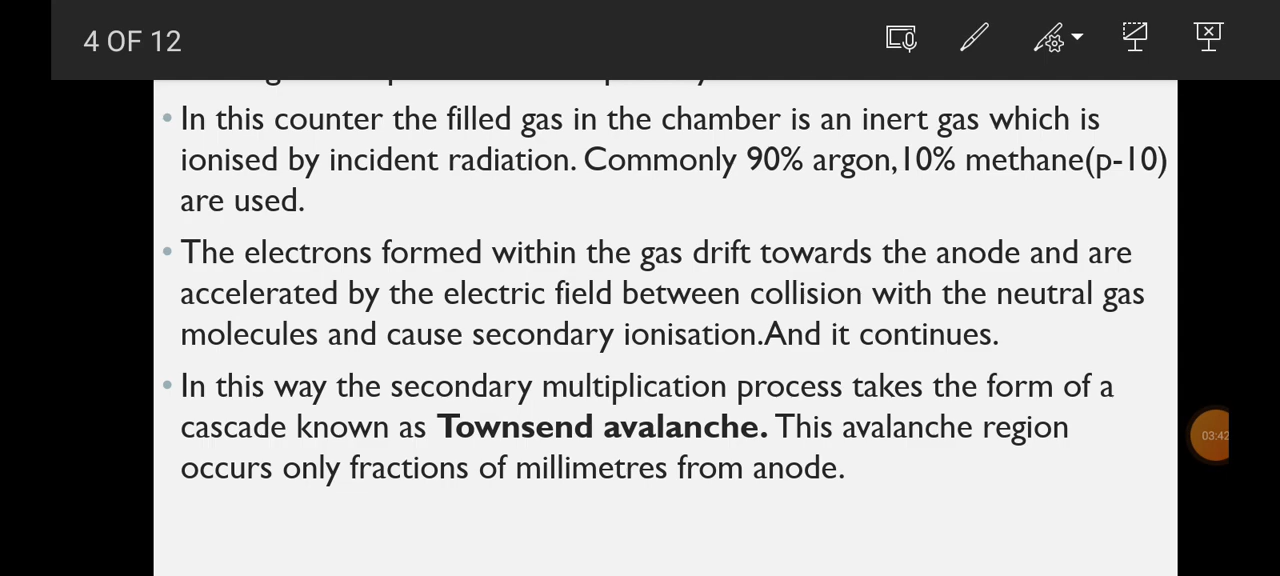 4 OF 12
• In this counter the filled gas in the chamber is an inert gas which is
ionised by incident radiation. Commonly 90% argon,10% methane(p-10)
are used.
• The electrons formed within the gas drift towards the anode and are
accelerated by the electric field between collision with the neutral gas
molecules and cause secondary ionisation.And it continues.
• In this way the secondary multiplication process takes the form of a
cascade known as Townsend avalanche. This avalanche region
occurs only fractions of millimetres from anode.
03:42